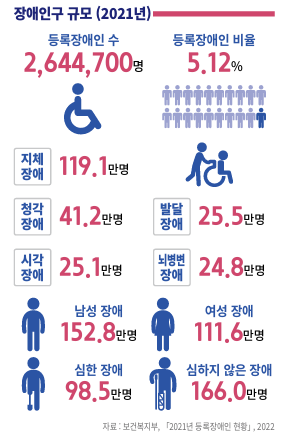 장애인구 규모 (2021년)
등록장애인 수 등록장애인 비율
2,644,700명 5.12%
지체 장애 119.1만명
청각 장애 41.2만명 발달 장애 25.5만명
시각 장애 25.1만명 뇌병변 장애 24.8만명
남성 장애 여성 장애
152.8만명 111.6만명
심한 장애 심하지 않은 장애
98.5만명 166.0만명
자료 : 보건복지부, 「2021년 등록장애인 현황」, 2022